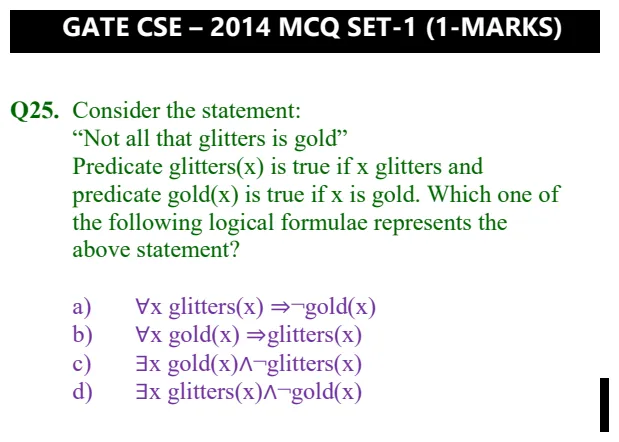 GATE CSE – 2014 MCQ SET-1 (1-MARKS)
Q25. Consider the statement:
“Not all that glitters is gold”
Predicate glitters(x) is true if x glitters and
predicate gold(x) is true if x is gold. Which one of
the following logical formulae represents the
above statement?
a) ∀x glitters(x) ⇒¬gold(x)
b) ∀x gold(x) ⇒glitters(x)
c) ∃x gold(x)∧¬glitters(x)
d) ∃x glitters(x)∧¬gold(x)